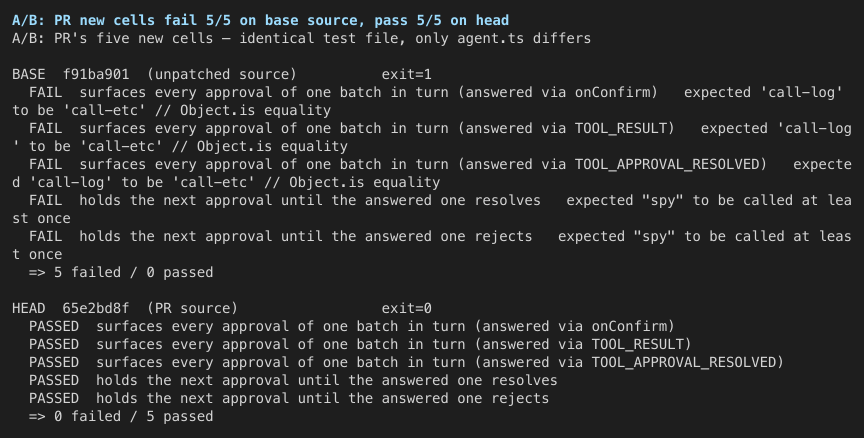 A/B: PR new cells fail 5/5 on base source, pass 5/5 on head
A/B: PR's five new cells — identical test file, only agent.ts differs
BASE  f91ba901  (unpatched source)          exit=1
  FAIL  surfaces every approval of one batch in turn (answered via onConfirm)   expected 'call-log'
to be 'call-etc' // Object.is equality
  FAIL  surfaces every approval of one batch in turn (answered via TOOL_RESULT)   expected 'call-log
' to be 'call-etc' // Object.is equality
  FAIL  surfaces every approval of one batch in turn (answered via TOOL_APPROVAL_RESOLVED)   expecte
d 'call-log' to be 'call-etc' // Object.is equality
  FAIL  holds the next approval until the answered one resolves   expected "spy" to be called at lea
st once
  FAIL  holds the next approval until the answered one rejects   expected "spy" to be called at leas
t once
  => 5 failed / 0 passed
HEAD  65e2bd8f  (PR source)                 exit=0
  PASSED  surfaces every approval of one batch in turn (answered via onConfirm)
  PASSED  surfaces every approval of one batch in turn (answered via TOOL_RESULT)
  PASSED  surfaces every approval of one batch in turn (answered via TOOL_APPROVAL_RESOLVED)
  PASSED  holds the next approval until the answered one resolves
  PASSED  holds the next approval until the answered one rejects
  => 0 failed / 5 passed